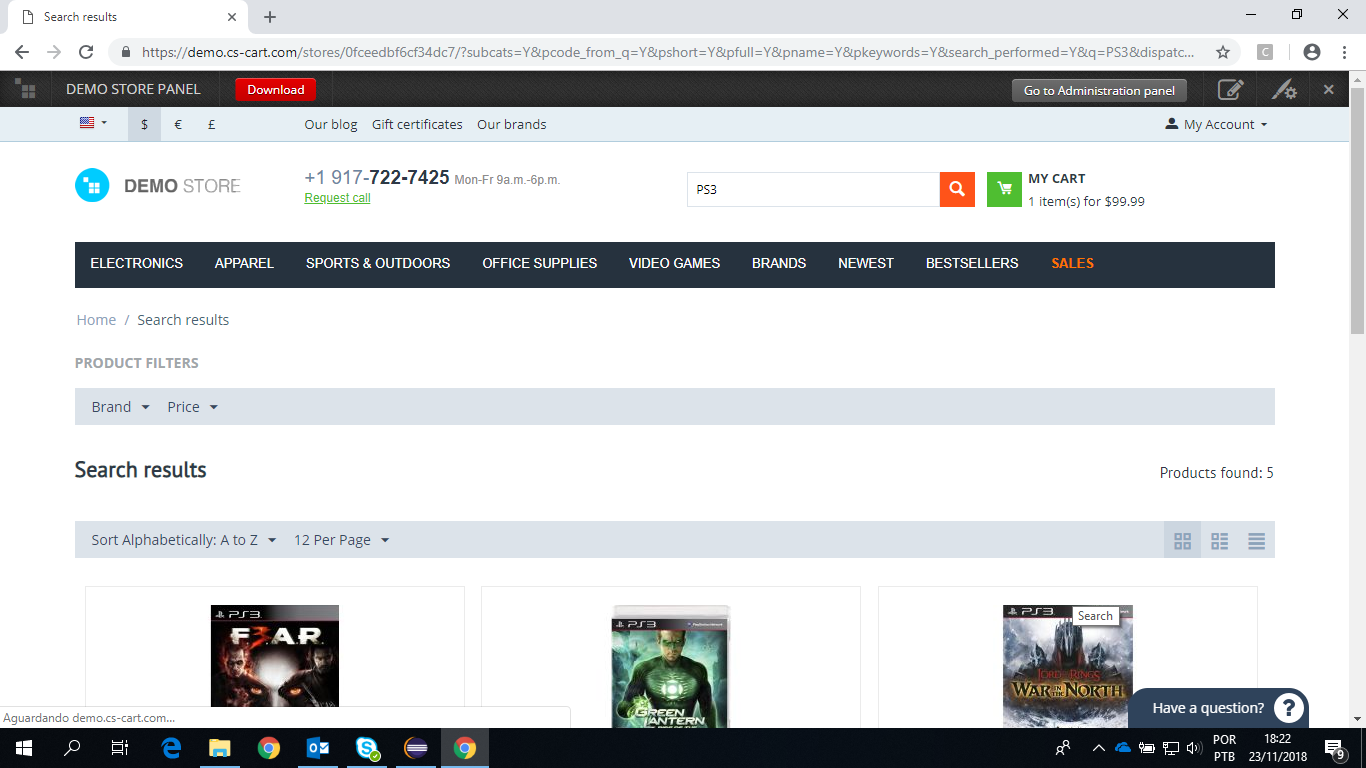 Search results
https://demo.cs-cart.com/stores/0fceedbf6cf34dc7/?subcats=Y&pcode_from_q=Y&pshort=Y&pfull=Y&pname=Y&pkeywords=Y&search_performed=Y&q=PS3&dispatc...
DEMO STORE PANEL Download Go to Administration panel
$ € £ Our blog Gift certificates Our brands My Account
DEMO STORE +1 917-722-7425 Mon-Fr 9a.m.-6p.m.
Request call
PS3
MY CART
1 item(s) for $99.99
ELECTRONICS APPAREL SPORTS & OUTDOORS OFFICE SUPPLIES VIDEO GAMES BRANDS NEWEST BESTSELLERS SALES
Home / Search results
PRODUCT FILTERS
Brand Price
Search results Products found: 5
Sort Alphabetically: A to Z 12 Per Page
PS3
F3AR
PS3
GREEN LANTERN
PS3
Search
WAR IN THE NORTH
Have a question? ?
Aguardando demo.cs-cart.com...
POR
PTB
18:22
23/11/2018
9